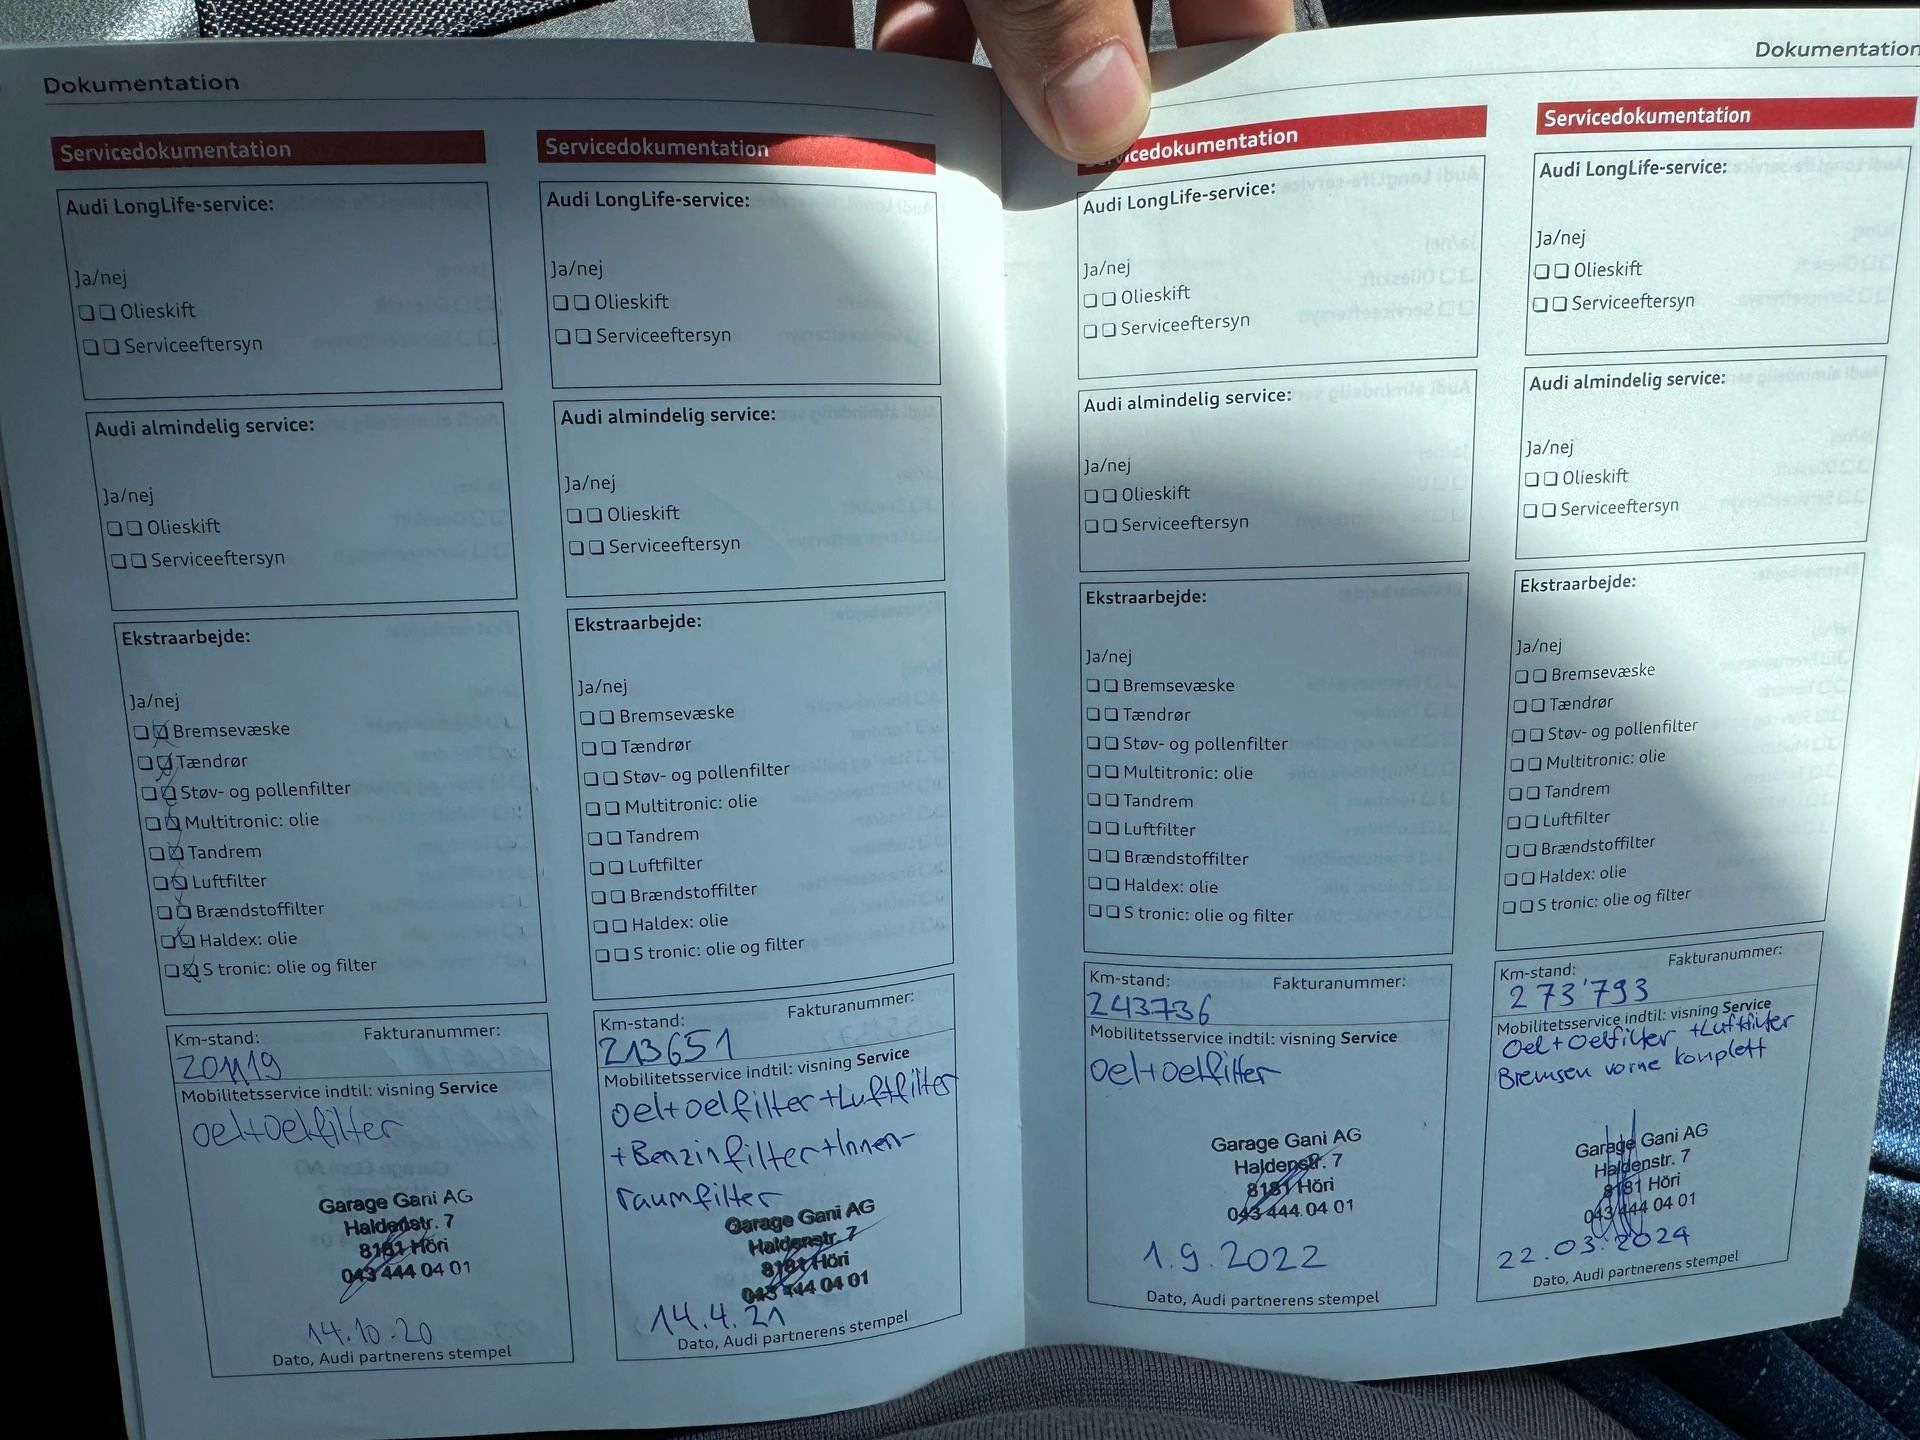 Dokumentation
Servicedokumentation
Audi LongLife-service:
Ja/nej
Olieskift
Serviceeftersyn
Audi almindelig service:
Ja/nej
Olieskift
Serviceeftersyn
Ekstraarbejde:
Ja/nej
Bremsevæske
Tændrør
Støv- og pollenfilter
Multitronic: olie
Tandrem
Luftfilter
Brændstoffilter
Haldex: olie
S tronic: olie og filter
Km-stand: Fakturanummer:
201119
Mobilitetsservice indtil: visning Service
oel+oelfilter
Garage Gani AG
Haldenstr. 7
8181 Höri
043 444 04 01
14.10.20
Dato, Audi partnerens stempel
Servicedokumentation
Audi LongLife-service:
Ja/nej
Olieskift
Serviceeftersyn
Audi almindelig service:
Ja/nej
Olieskift
Serviceeftersyn
Ekstraarbejde:
Ja/nej
Bremsevæske
Tændrør
Støv- og pollenfilter
Multitronic: olie
Tandrem
Luftfilter
Brændstoffilter
Haldex: olie
S tronic: olie og filter
Km-stand: Fakturanummer:
213651
Mobilitetsservice indtil: visning Service
oel+oelfilter+Luftfilter
+Benzinfilter+Innen-
raumfilter
Garage Gani AG
Haldenstr. 7
8181 Höri
043 444 04 01
14.4.21
Dato, Audi partnerens stempel
Dokumentation
icedokumentation
Audi LongLife-service:
Ja/nej
Olieskift
Serviceeftersyn
Audi almindelig service:
Ja/nej
Olieskift
Serviceeftersyn
Ekstraarbejde:
Ja/nej
Bremsevæske
Tændrør
Støv- og pollenfilter
Multitronic: olie
Tandrem
Luftfilter
Brændstoffilter
Haldex: olie
S tronic: olie og filter
Km-stand: Fakturanummer:
243736
Mobilitetsservice indtil: visning Service
oel+oelfilter
Garage Gani AG
Haldenstr. 7
8181 Höri
043 444 04 01
1.9.2022
Dato, Audi partnerens stempel
Servicedokumentation
Audi LongLife-service:
Ja/nej
Olieskift
Serviceeftersyn
Audi almindelig service:
Ja/nej
Olieskift
Serviceeftersyn
Ekstraarbejde:
Ja/nej
Bremsevæske
Tændrør
Støv- og pollenfilter
Multitronic: olie
Tandrem
Luftfilter
Brændstoffilter
Haldex: olie
S tronic: olie og filter
Km-stand: Fakturanummer:
273'793
Mobilitetsservice indtil: visning Service
oel+oelfilter +Luftfilter
Bremsen vorne komplett
Garage Gani AG
Haldenstr. 7
8181 Höri
043 444 04 01
22.03.2024
Dato, Audi partnerens stempel